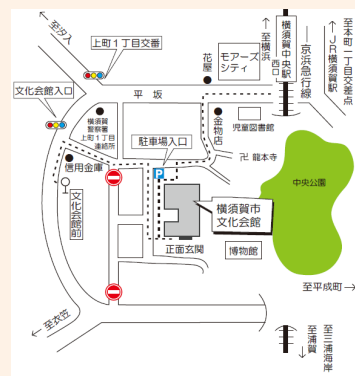 至汐入
上町1丁目交番
文化会館入口
横須賀
警察署
上町1丁目
連絡所
信用金庫
文化会館前
至衣笠
平坂
花屋
モアーズ
シティ
至横浜
西口
横須賀中央駅
京浜急行線
JR横須賀駅
至本町一丁目交差点
金物店
児童図書館
卍 龍本寺
駐車場入口
P
中央公園
横須賀市
文化会館
正面玄関
博物館
至平成町
至浦賀
至三浦海岸